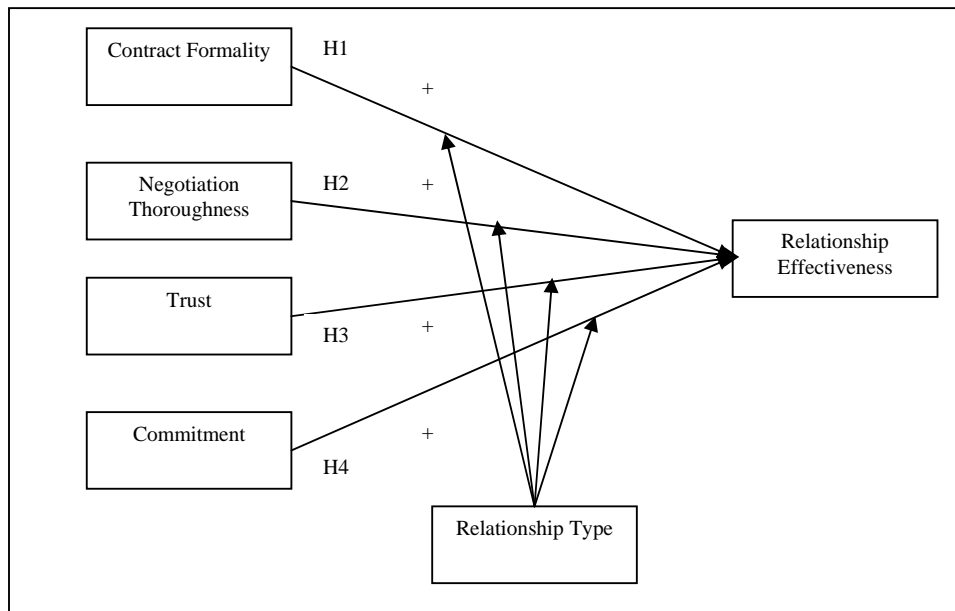 Contract Formality
H1
+
Negotiation
Thoroughness
H2
+
Relationship
Effectiveness
Trust
H3
+
Commitment
H4
+
Relationship Type